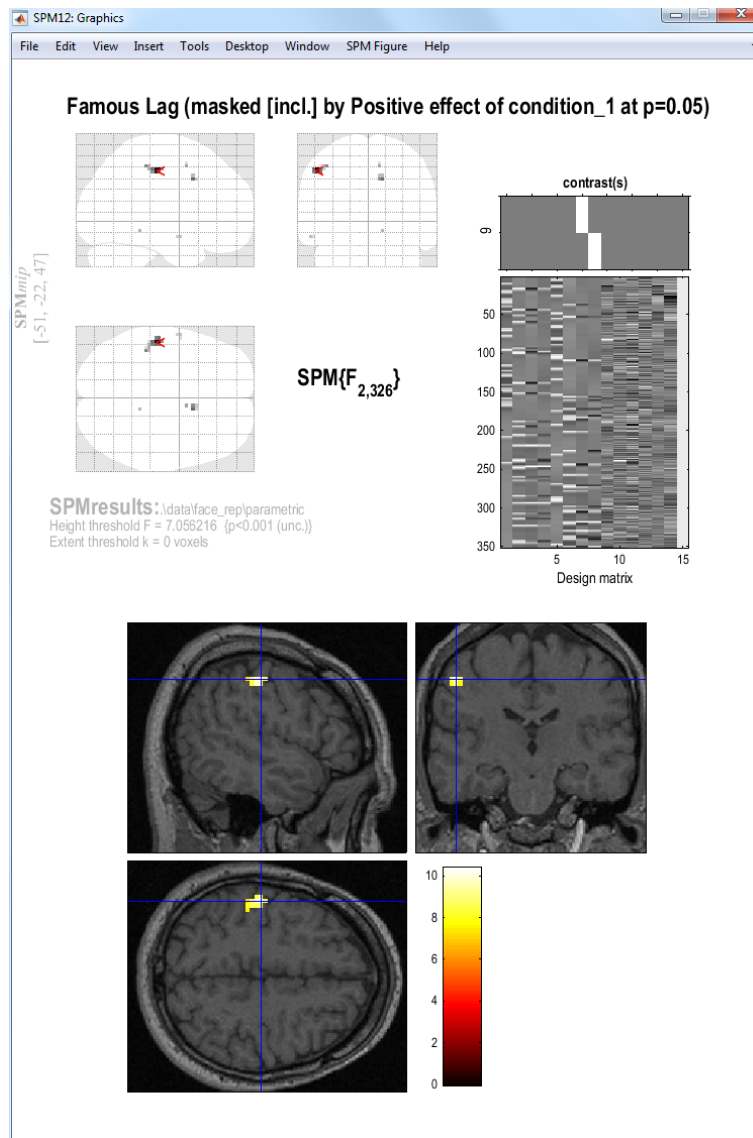 SPM12: Graphics
File Edit View Insert Tools Desktop Window SPM Figure Help
Famous Lag (masked [incl.] by Positive effect of condition_1 at p=0.05)
SPMmip
[-51, -22, 47]
contrast(s)
9
SPM{F2,326}
50
100
150
200
250
300
350
5 10 15
Design matrix
SPMresults:.\data\face_rep\parametric
Height threshold F = 7.056216 {p<0.001 (unc.)}
Extent threshold k = 0 voxels
10
8
6
4
2
0